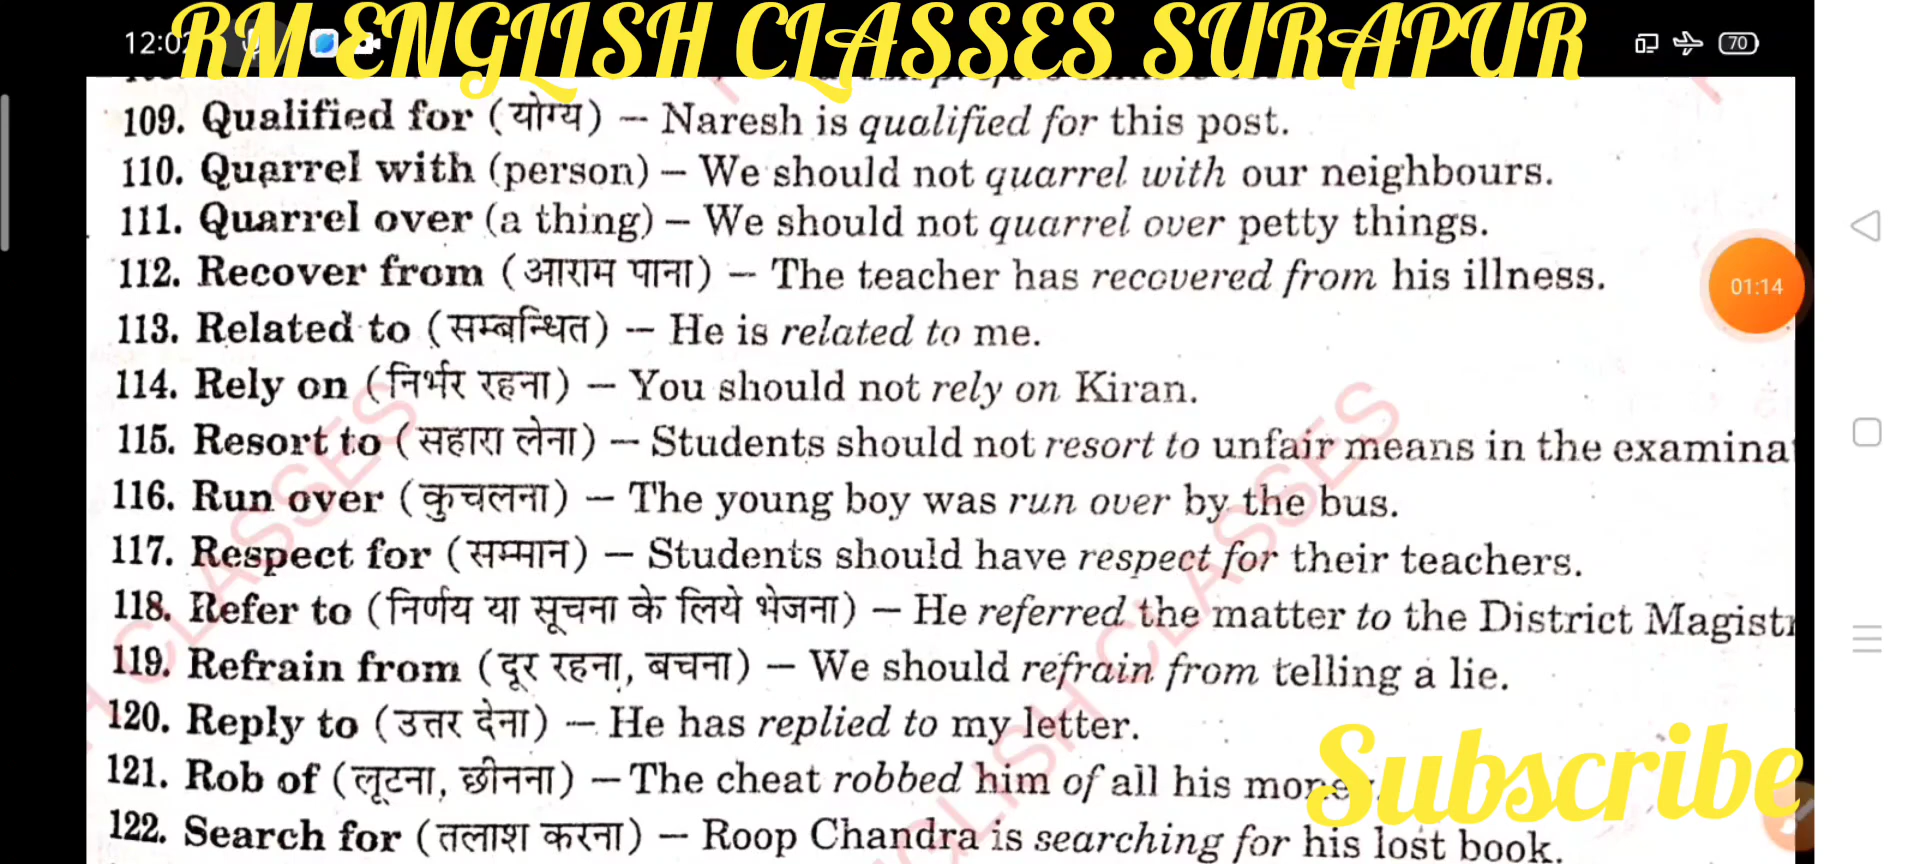 RM ENGLISH CLASSES SURAPUR
70
109. Qualified for (योग्य) – Naresh is qualified for this post.
110. Quarrel with (person) – We should not quarrel with our neighbours.
111. Quarrel over (a thing) – We should not quarrel over petty things.
112. Recover from (आराम पाना) – The teacher has recovered from his illness.
01:14
113. Related to (सम्बन्धित) – He is related to me.
114. Rely on (निर्भर रहना) – You should not rely on Kiran.
115. Resort to (सहारा लेना) – Students should not resort to unfair means in the examina
116. Run over (कुचलना) – The young boy was run over by the bus.
117. Respect for (सम्मान) – Students should have respect for their teachers.
118. Refer to (निर्णय या सूचना के लिये भेजना) – He referred the matter to the District Magist
119. Refrain from (दूर रहना, बचना) – We should refrain from telling a lie.
120. Reply to (उत्तर देना) – He has replied to my letter.
121. Rob of (लूटना, छीनना) – The cheat robbed him of all his money.
Subscribe
122. Search for (तलाश करना) – Roop Chandra is searching for his lost book.
CLASSES
ENGLISH CLASSES